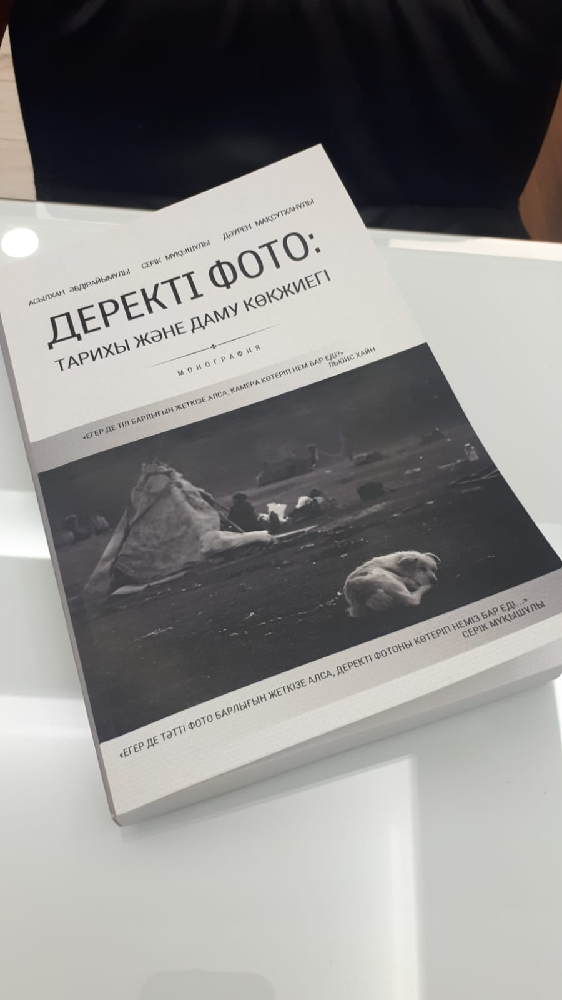 АСЫЛХАН ӘБДІРАЙЫМҰЛЫ СЕРІК МҰҚЫШҰЛЫ ДӘУРЕН МАҚСҰТХАНҰЛЫ
ДЕРЕКТІ ФОТО:
ТАРИХЫ ЖӘНЕ ДАМУ КӨКЖИЕГІ
МОНОГРАФИЯ
«ЕГЕР ДЕ ТІЛ БАРЛЫҒЫН ЖЕТКІЗЕ АЛСА, КАМЕРА КӨТЕРІП НЕМ БАР ЕДІ?»
ЛЬЮИС ХАЙН
«ЕГЕР ДЕ ТӘТТІ ФОТО БАРЛЫҒЫН ЖЕТКІЗЕ АЛСА, ДЕРЕКТІ ФОТОНЫ КӨТЕРІП НЕМІЗ БАР ЕДІ...»
СЕРІК МҰҚЫШҰЛЫ